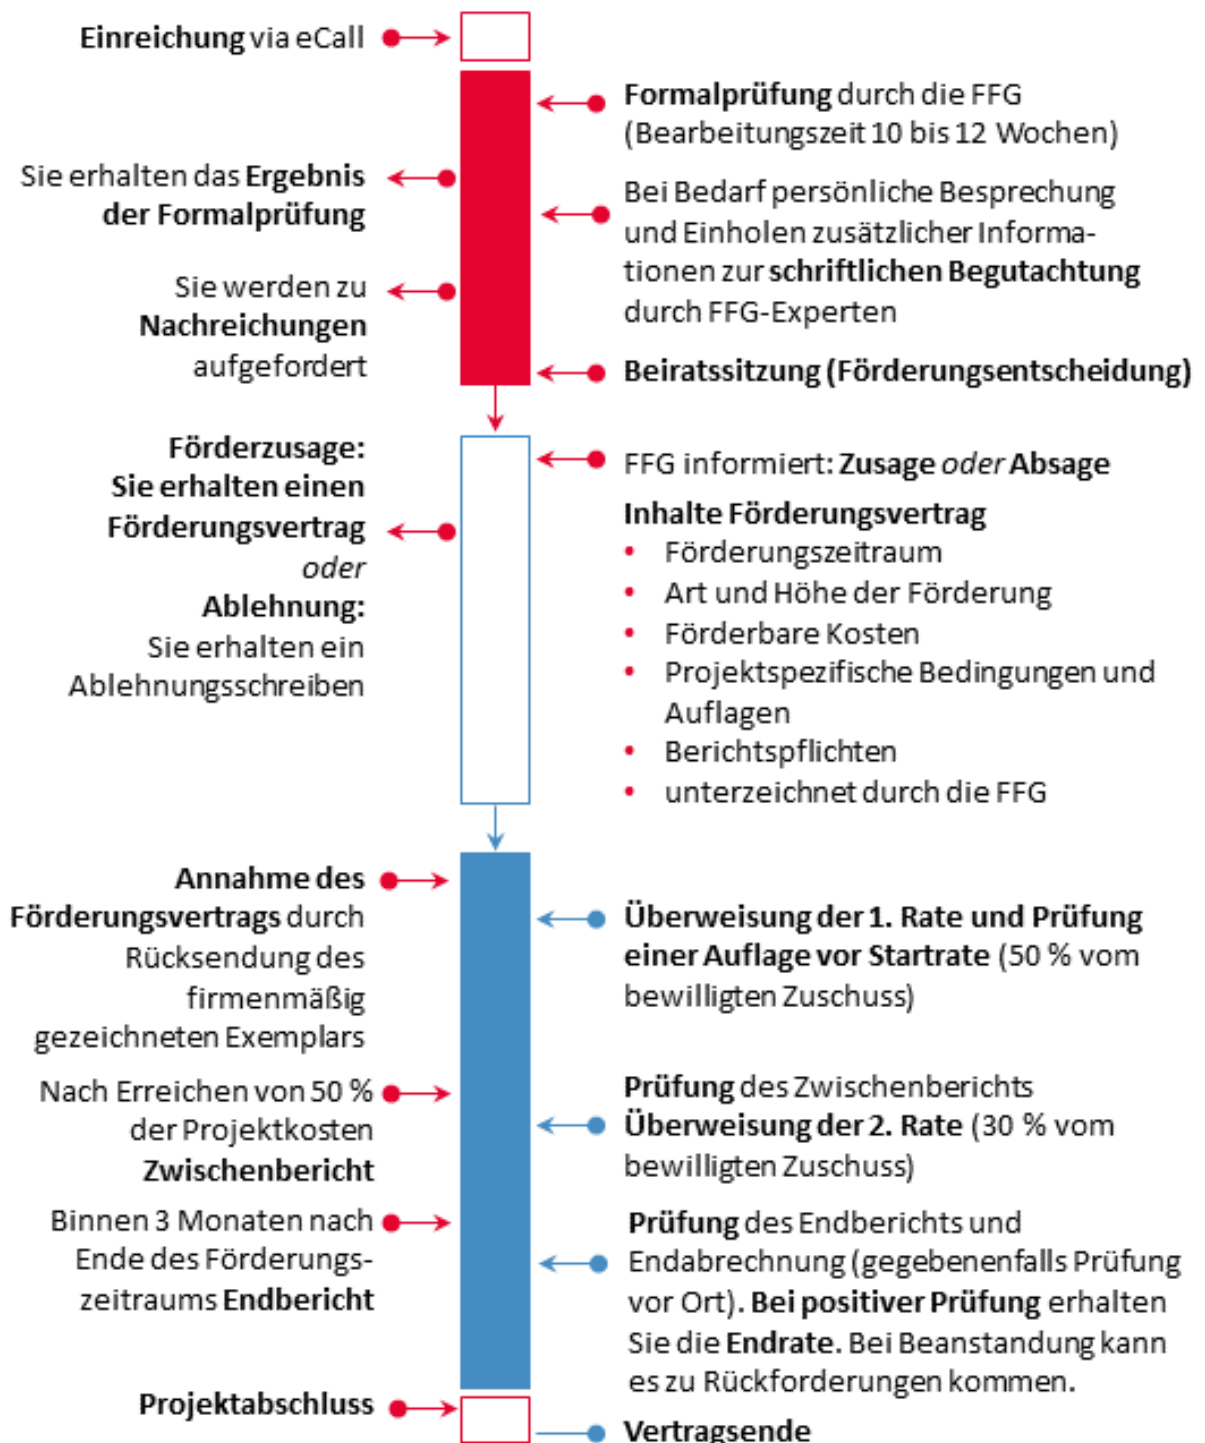 Einreichung via eCall
Formalprüfung durch die FFG
(Bearbeitungszeit 10 bis 12 Wochen)
Sie erhalten das Ergebnis
der Formalprüfung
Bei Bedarf persönliche Besprechung
und Einholen zusätzlicher Informa-
tionen zur schriftlichen Begutachtung
durch FFG-Experten
Sie werden zu
Nachreichungen
aufgefordert
Beiratssitzung (Förderungsentscheidung)
Förderzusage:
Sie erhalten einen
Förderungsvertrag
oder
Ablehnung:
Sie erhalten ein
Ablehnungsschreiben
FFG informiert: Zusage oder Absage
Inhalte Förderungsvertrag
• Förderungszeitraum
• Art und Höhe der Förderung
• Förderbare Kosten
• Projektspezifische Bedingungen und
Auflagen
• Berichtspflichten
• unterzeichnet durch die FFG
Annahme des
Förderungsvertrags durch
Rücksendung des
firmenmäßig
gezeichneten Exemplars
Überweisung der 1. Rate und Prüfung
einer Auflage vor Startrate (50 % vom
bewilligten Zuschuss)
Nach Erreichen von 50 %
der Projektkosten
Zwischenbericht
Prüfung des Zwischenberichts
Überweisung der 2. Rate (30 % vom
bewilligten Zuschuss)
Binnen 3 Monaten nach
Ende des Förderungs-
zeitraums Endbericht
Prüfung des Endberichts und
Endabrechnung (gegebenenfalls Prüfung
vor Ort). Bei positiver Prüfung erhalten
Sie die Endrate. Bei Beanstandung kann
es zu Rückforderungen kommen.
Projektabschluss
Vertragsende